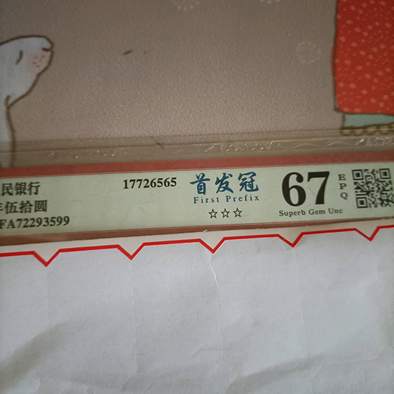 民银行
伍拾圆
FA72293599
17726565
首发冠
First Prefix
☆☆☆
67
EPQ
Superb Gem Unc